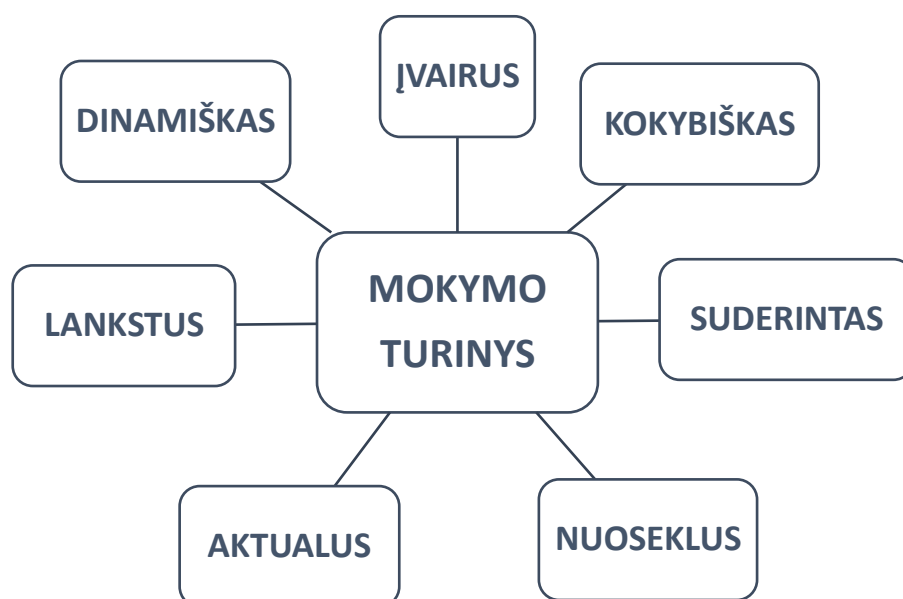 ĮVAIRUS
DINAMIŠKAS
KOKYBIŠKAS
MOKYMO
TURINYS
LANKSTUS
SUDERINTAS
AKTUALUS
NUOSEKLUS